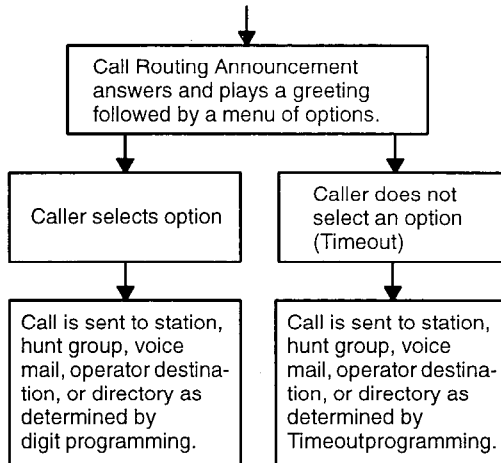 Call Routing Announcement
answers and plays a greeting
followed by a menu of options.
Caller selects option
Caller does not
select an option
(Timeout)
Call is sent to station,
hunt group, voice
mail, operator destina-
tion, or directory as
determined by
digit programming.
Call is sent to station,
hunt group, voice
mail, operator destina-
tion, or directory as
determined by
Timeoutprogramming.